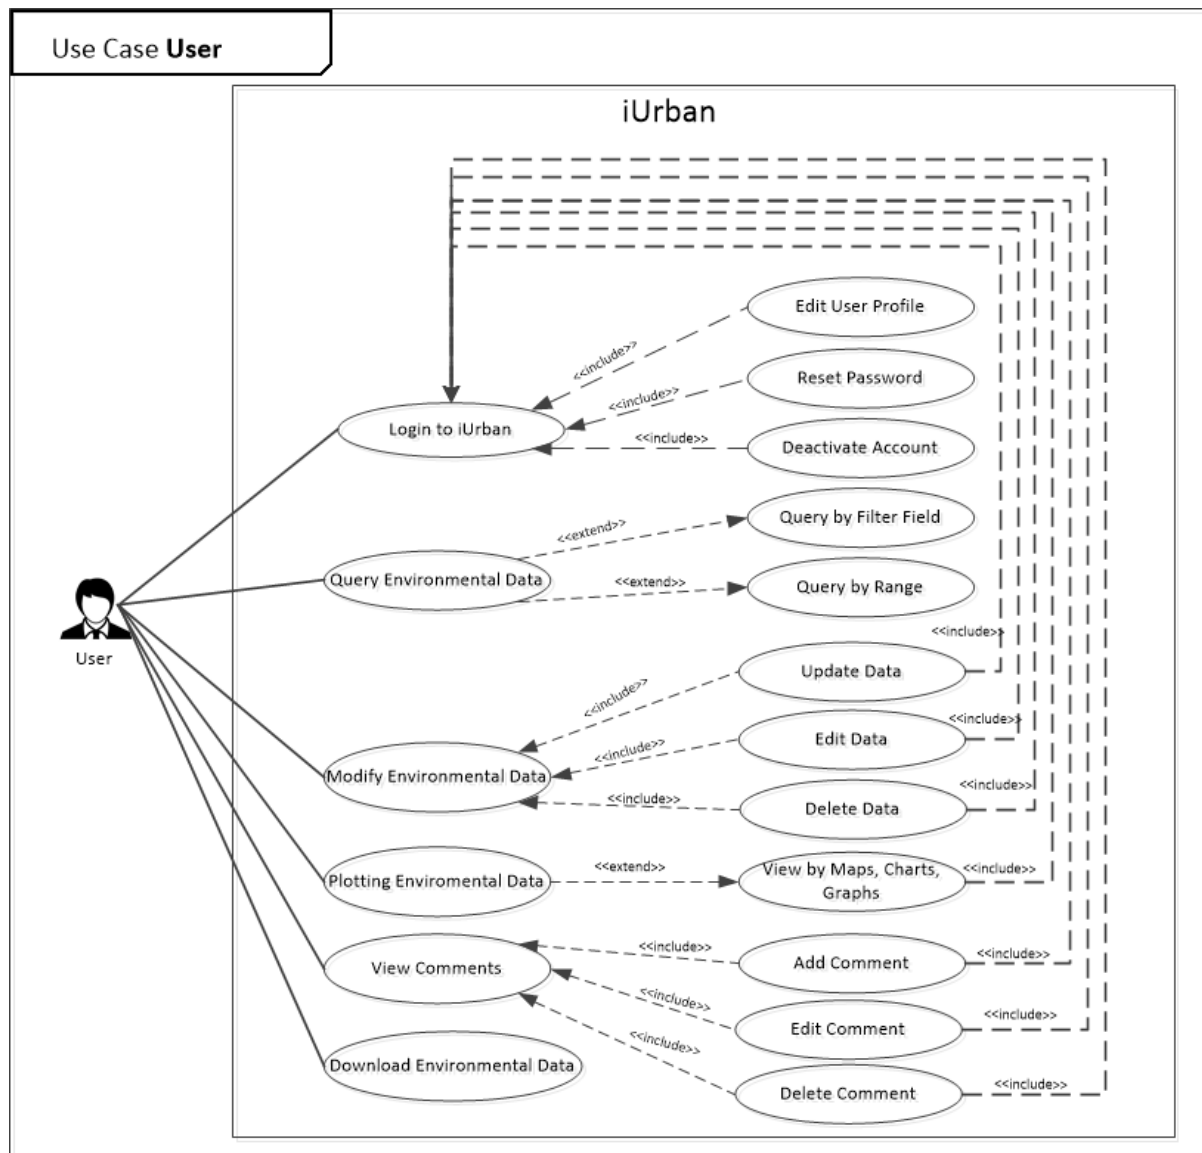 Use Case User
iUrban
Edit User Profile
<<include>>
Reset Password
<<include>>
Login to iUrban
<<include>>
Deactivate Account
Query by Filter Field
<<extend>>
Query Environmental Data
<<extend>>
Query by Range
User
<<include>>
Update Data
<<include>>
<<include>>
Edit Data
<<include>>
Modify Environmental Data
<<include>>
<<include>>
Delete Data
Plotting Enviromental Data
<<extend>>
View by Maps, Charts,
Graphs
<<include>>
View Comments
<<include>>
Add Comment
<<include>>
<<include>>
Edit Comment
<<include>>
Download Environmental Data
<<include>>
Delete Comment
<<include>>